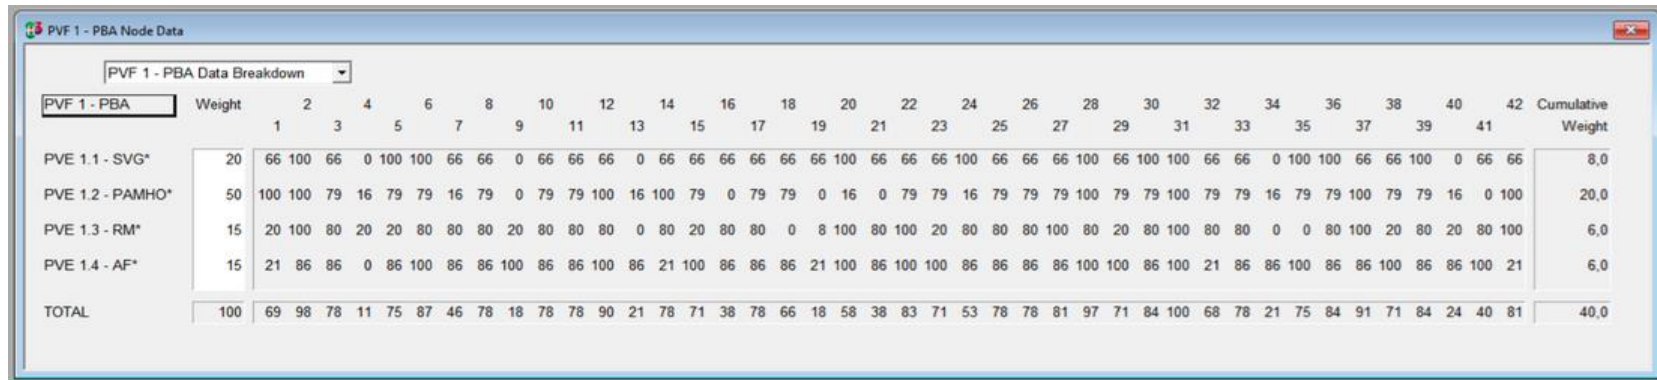 PVF 1 - PBA Node Data
PVF 1 - PBA Data Breakdown
PVF 1 - PBA Weight 2 4 6 8 10 12 14 16 18 20 22 24 26 28 30 32 34 36 38 40 42 Cumulative
1 3 5 7 9 11 13 15 17 19 21 23 25 27 29 31 33 35 37 39 41 Weight
PVE 1.1 - SVG* 20 66 100 66 0 100 100 66 66 0 66 66 66 0 66 66 66 66 66 66 100 66 66 66 100 66 66 66 100 66 100 100 66 66 0 100 100 66 66 100 0 66 66 8,0
PVE 1.2 - PAMHO* 50 100 100 79 16 79 79 16 79 0 79 79 100 16 100 79 0 79 79 0 16 0 79 79 16 79 79 79 100 79 79 100 79 79 16 79 79 100 79 79 16 0 100 20,0
PVE 1.3 - RM* 15 20 100 80 20 20 80 80 80 20 80 80 80 0 80 20 80 80 0 8 100 80 100 20 80 80 80 100 80 20 80 100 80 80 0 0 80 100 20 80 20 80 100 6,0
PVE 1.4 - AF* 15 21 86 86 0 86 100 86 86 100 86 86 100 86 21 100 86 86 86 21 100 86 100 100 86 86 86 86 100 100 86 100 21 86 86 100 86 86 100 86 86 100 21 6,0
TOTAL 100 69 98 78 11 75 87 46 78 18 78 78 90 21 78 71 38 78 66 18 58 38 83 71 53 78 78 81 97 71 84 100 68 78 21 75 84 91 71 84 24 40 81 40,0